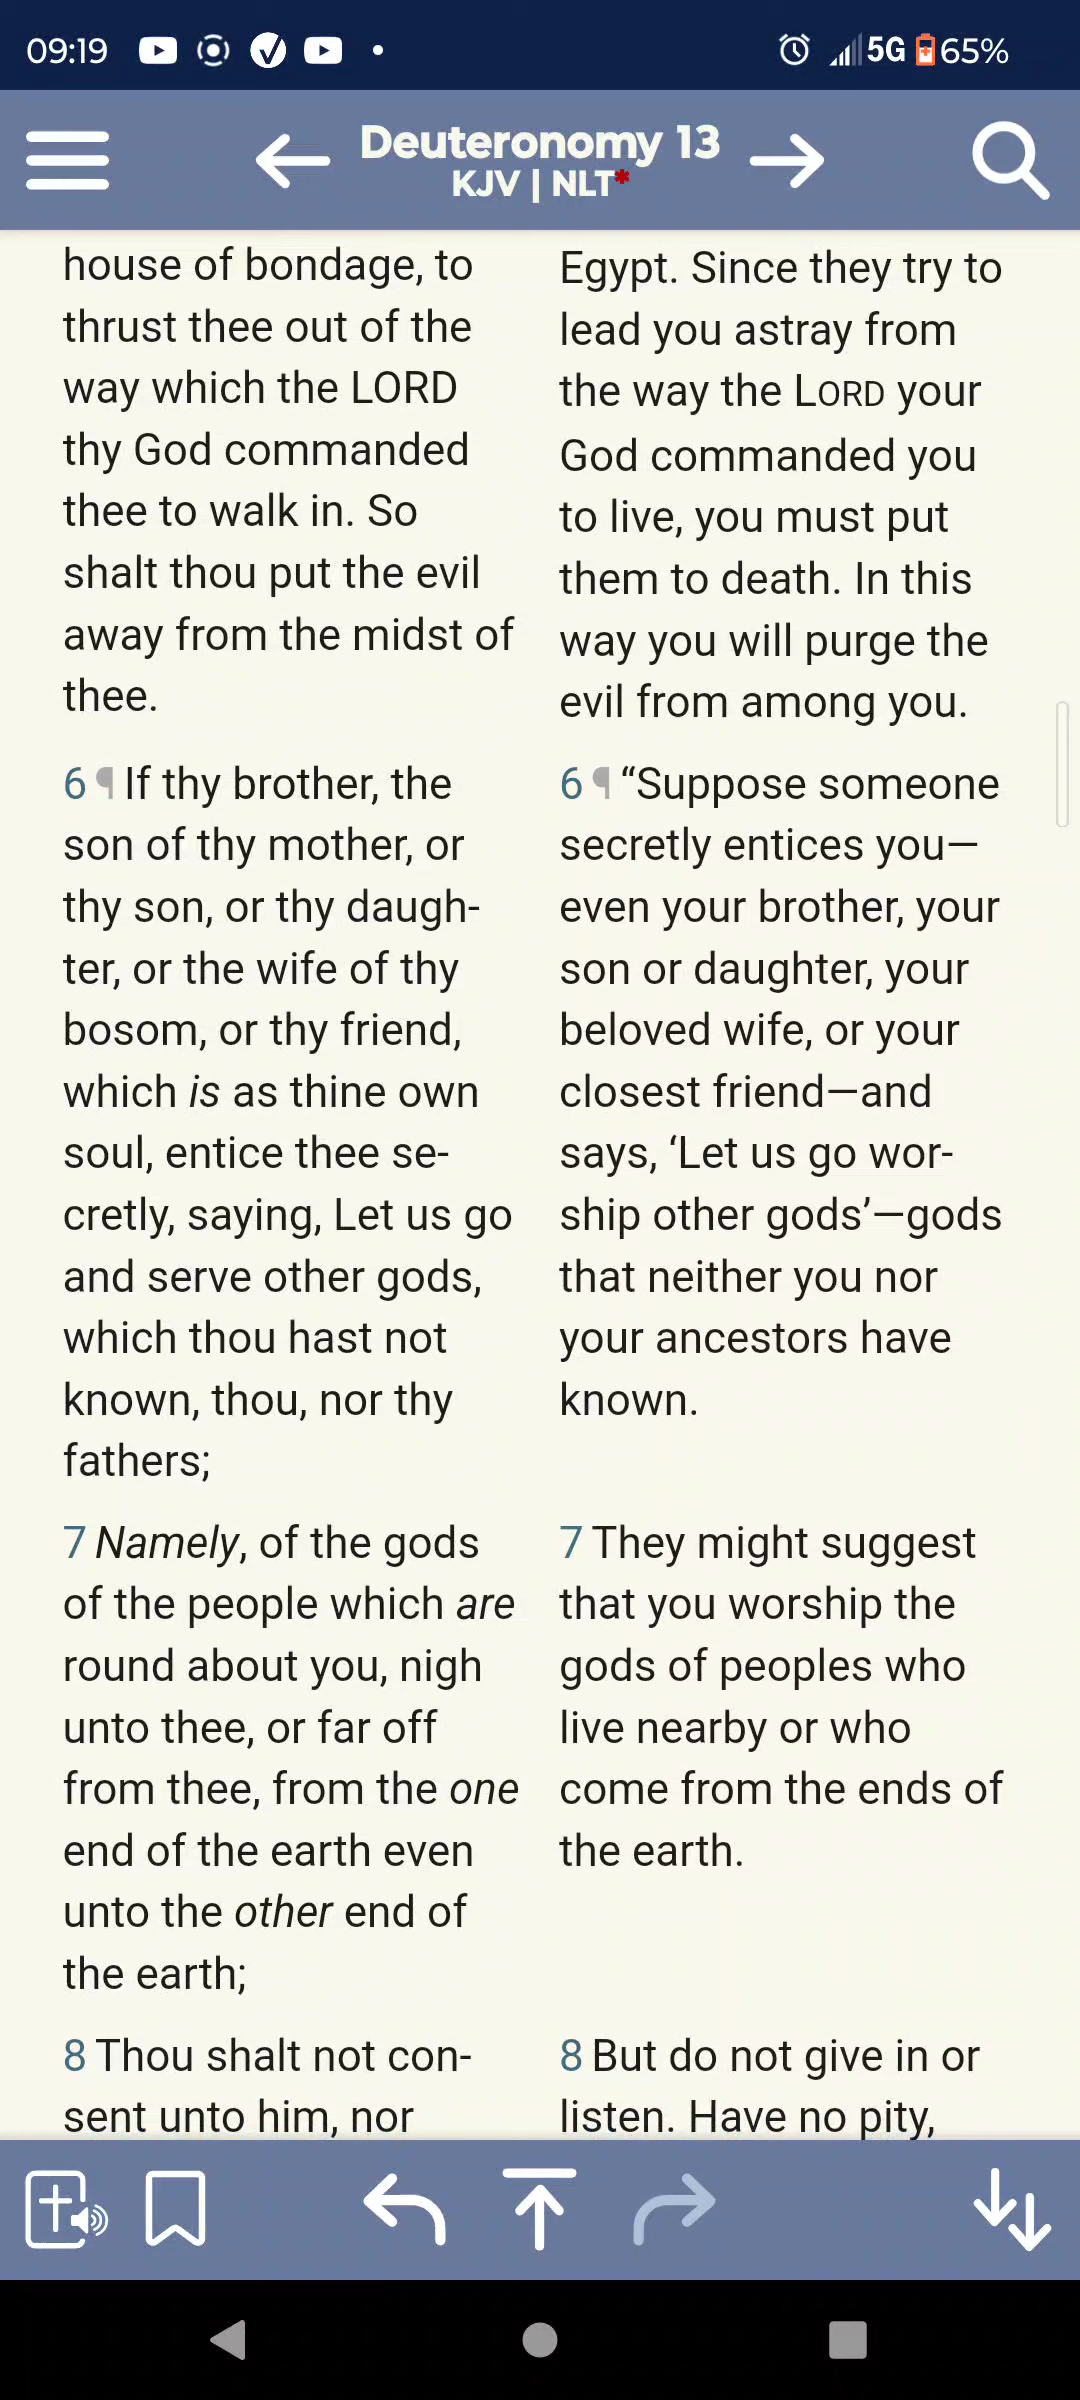 09:19
5G 65%
Deuteronomy 13
KJV | NLT*
house of bondage, to
thrust thee out of the
way which the LORD
thy God commanded
thee to walk in. So
shalt thou put the evil
away from the midst of
thee.
6 ¶ If thy brother, the
son of thy mother, or
thy son, or thy daugh-
ter, or the wife of thy
bosom, or thy friend,
which is as thine own
soul, entice thee se-
cretly, saying, Let us go
and serve other gods,
which thou hast not
known, thou, nor thy
fathers;
7 Namely, of the gods
of the people which are
round about you, nigh
unto thee, or far off
from thee, from the one
end of the earth even
unto the other end of
the earth;
8 Thou shalt not con-
sent unto him, nor
Egypt. Since they try to
lead you astray from
the way the LORD your
God commanded you
to live, you must put
them to death. In this
way you will purge the
evil from among you.
6 ¶ “Suppose someone
secretly entices you—
even your brother, your
son or daughter, your
beloved wife, or your
closest friend—and
says, ‘Let us go wor-
ship other gods’—gods
that neither you nor
your ancestors have
known.
7 They might suggest
that you worship the
gods of peoples who
live nearby or who
come from the ends of
the earth.
8 But do not give in or
listen. Have no pity,